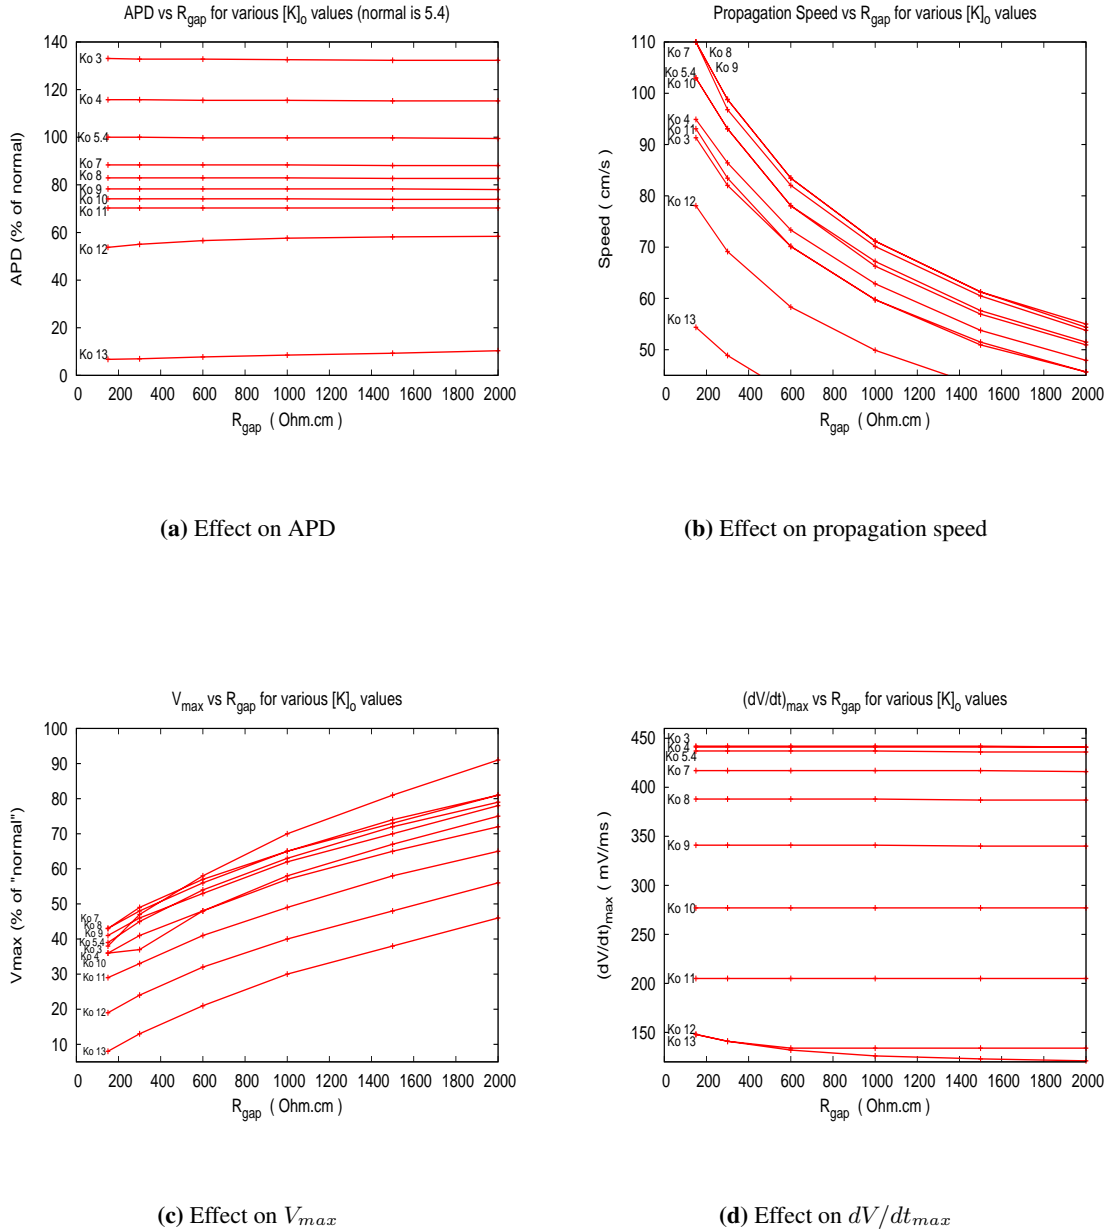 APD vs Rgap for various [K]o values (normal is 5.4)
140
120
100
80
60
40
20
0
APD (% of normal)
Ko 3
Ko 4
Ko 5.4
Ko 7
Ko 8
Ko 9
Ko 10
Ko 11
Ko 12
Ko 13
0 200 400 600 800 1000 1200 1400 1600 1800 2000
Rgap ( Ohm.cm )
(a) Effect on APD
Propagation Speed vs Rgap for various [K]o values
110
100
90
80
70
60
50
Speed ( cm/s )
Ko 7
Ko 8
Ko 9
Ko 5.4
Ko 10
Ko 4
Ko 11
Ko 3
Ko 12
Ko 13
0 200 400 600 800 1000 1200 1400 1600 1800 2000
Rgap ( Ohm.cm )
(b) Effect on propagation speed
Vmax vs Rgap for various [K]o values
100
90
80
70
60
50
40
30
20
10
Vmax (% of "normal")
Ko 7
Ko 8
Ko 9
Ko 5.4
Ko 3
Ko 4
Ko 10
Ko 11
Ko 12
Ko 13
0 200 400 600 800 1000 1200 1400 1600 1800 2000
Rgap ( Ohm.cm )
(c) Effect on Vmax
(dV/dt)max vs Rgap for various [K]o values
450
400
350
300
250
200
150
(dV/dt)max ( mV/ms )
Ko 3
Ko 4
Ko 5.4
Ko 7
Ko 8
Ko 9
Ko 10
Ko 11
Ko 12
Ko 13
0 200 400 600 800 1000 1200 1400 1600 1800 2000
Rgap ( Ohm.cm )
(d) Effect on dV/dtmax